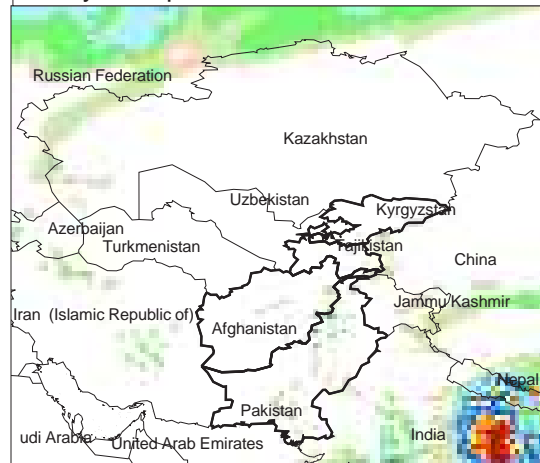 Russian Federation
Kazakhstan
Uzbekistan
Kyrgyzstan
Azerbaijan
Turkmenistan
Tajikistan
China
Jammu/Kashmir
Iran (Islamic Republic of)
Afghanistan
Nepal
Pakistan
India
udi Arabia
United Arab Emirates